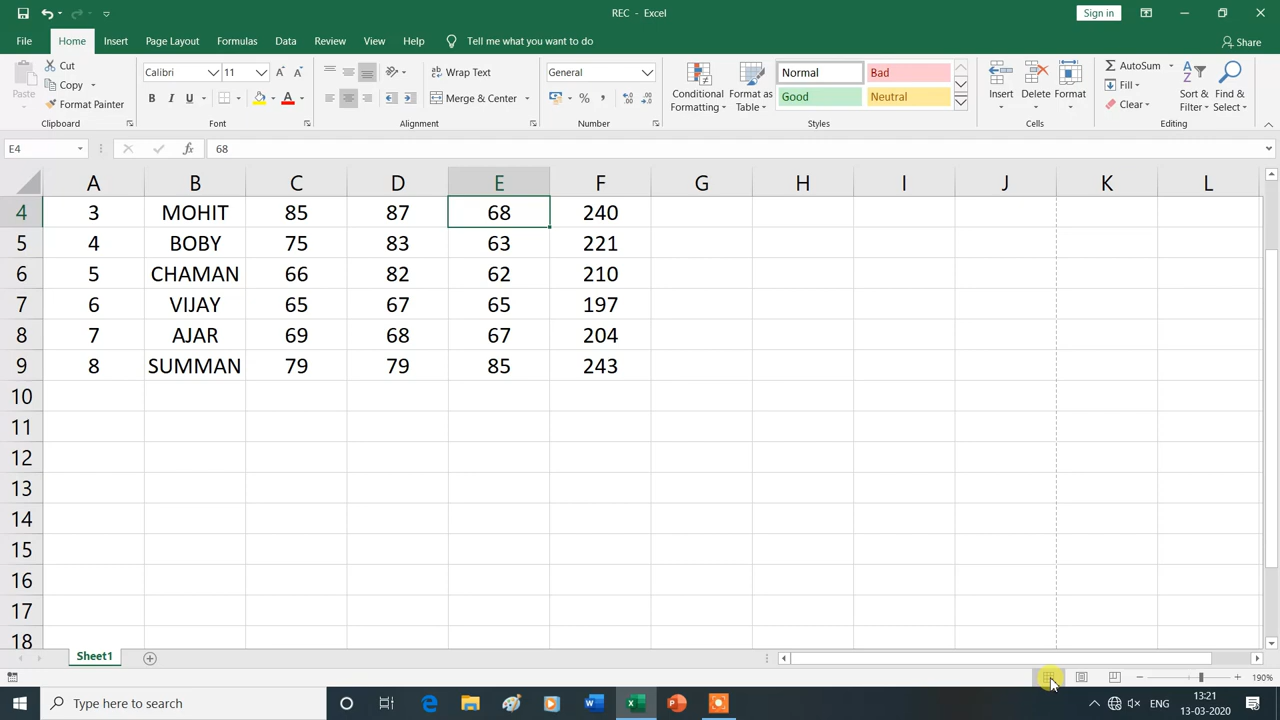 REC - Excel
Sign in
File Home Insert Page Layout Formulas Data Review View Help Tell me what you want to do Share
Paste
Cut
Copy
Format Painter
Clipboard
Calibri 11
B I U
Font
Wrap Text
Merge & Center
Alignment
General
%
Number
Conditional Formatting
Format as Table
Normal Bad
Good Neutral
Styles
Insert Delete Format
Cells
AutoSum
Fill
Clear
Sort & Filter
Find & Select
Editing
E4 fx 68
A B C D E F G H I J K L
4 3 MOHIT 85 87 68 240
5 4 BOBY 75 83 63 221
6 5 CHAMAN 66 82 62 210
7 6 VIJAY 65 67 65 197
8 7 AJAR 69 68 67 204
9 8 SUMMAN 79 79 85 243
10
11
12
13
14
15
16
17
18
Sheet1
190%
Type here to search
ENG
13:21
13-03-2020